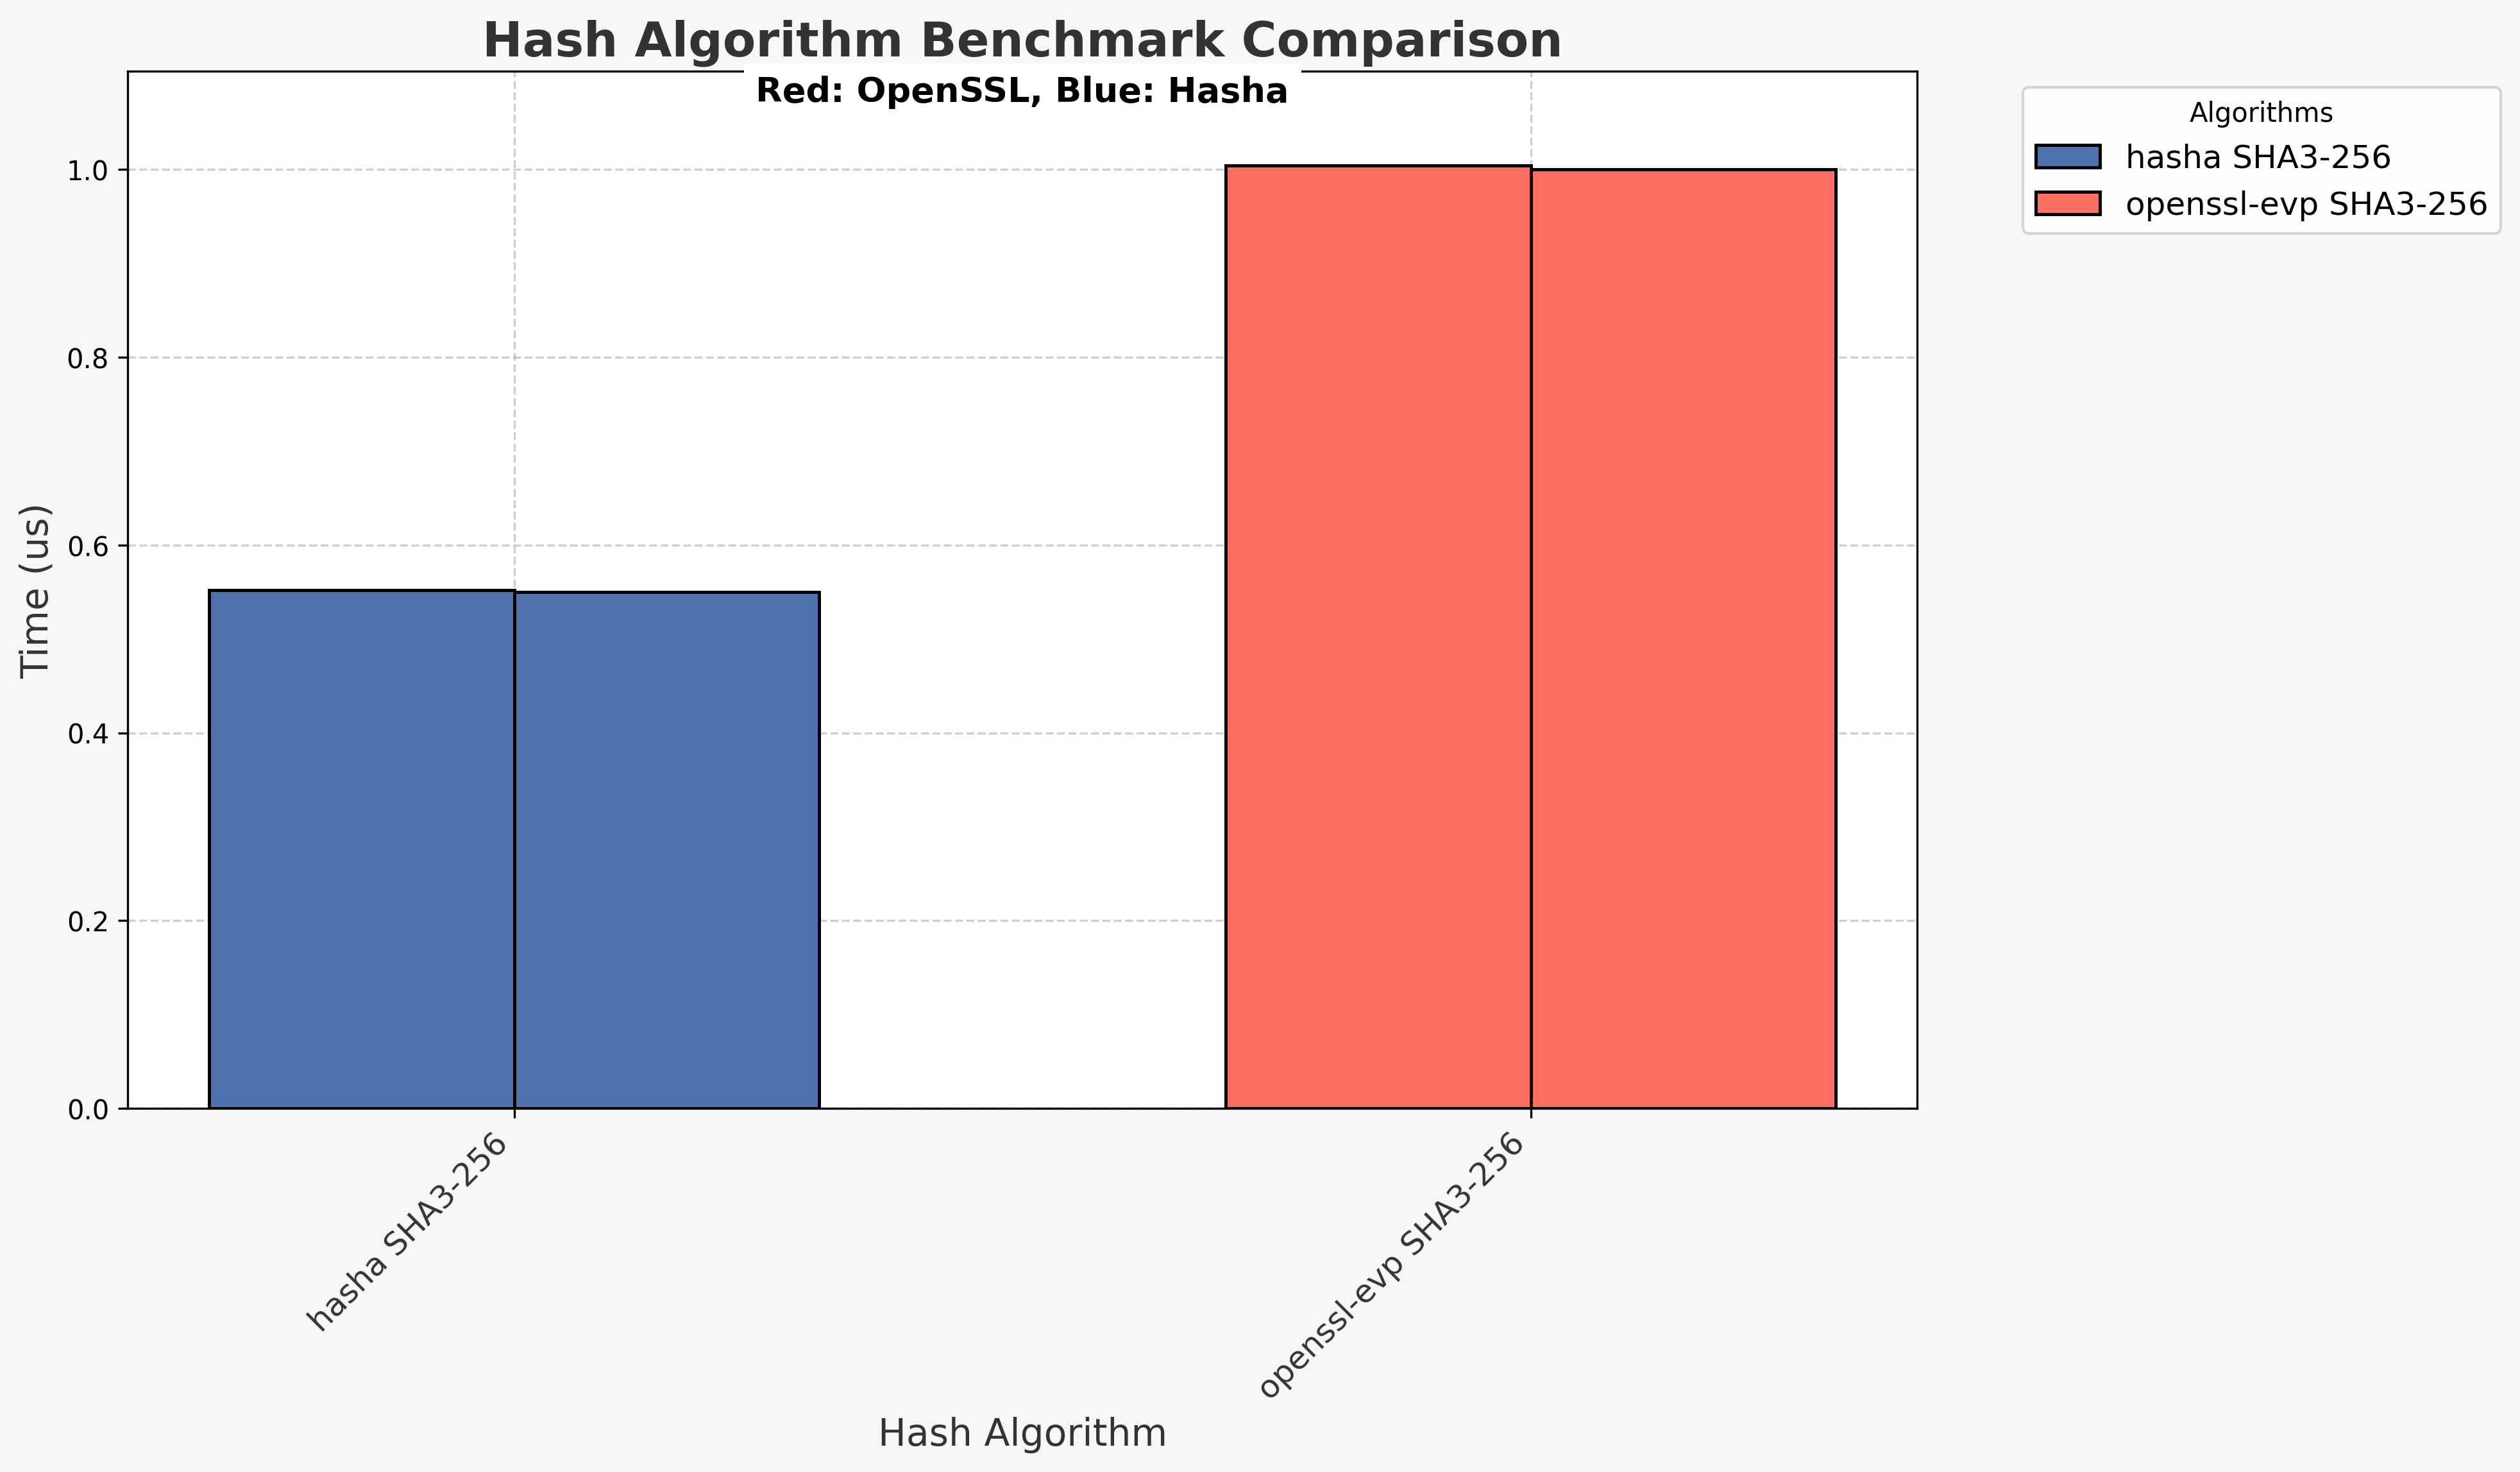 Hash Algorithm Benchmark Comparison
Red: OpenSSL, Blue: Hasha
Algorithms
hasha SHA3-256
openssl-evp SHA3-256
Time (us)
1.0
0.8
0.6
0.4
0.2
0.0
hasha SHA3-256
openssl-evp SHA3-256
Hash Algorithm